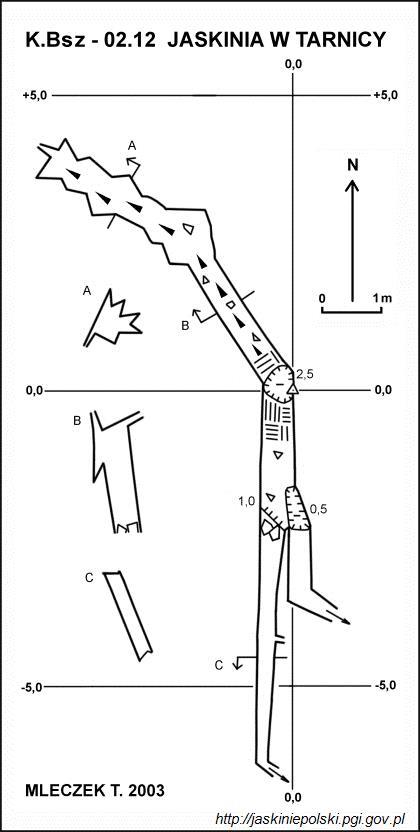 K.Bsz - 02.12 JASKINIA W TARNICY
0,0
+5,0 +5,0
A
N
0 1m
A
B
2,5
0,0 0,0
B
1,0 0,5
C
C
-5,0 -5,0
MLECZEK T. 2003
0,0
http://jaskiniepolski.pgi.gov.pl